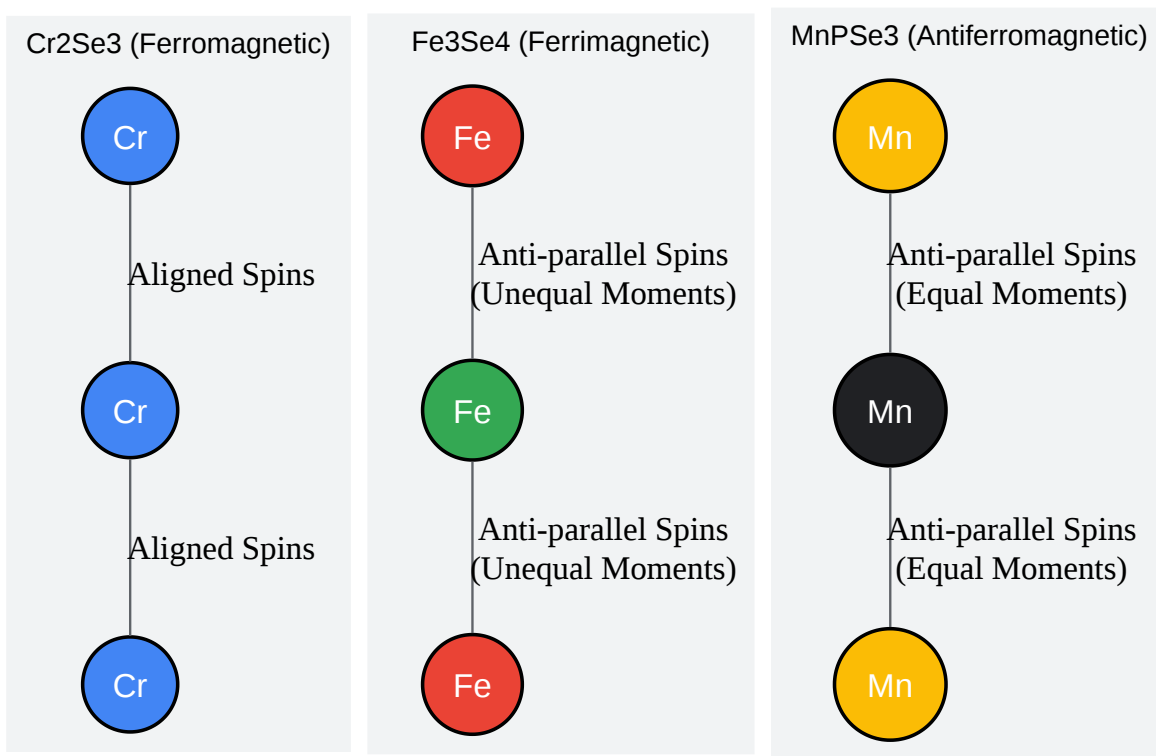 Cr2Se3 (Ferromagnetic)
Cr
Aligned Spins
Cr
Aligned Spins
Cr
Fe3Se4 (Ferrimagnetic)
Fe
Anti-parallel Spins
(Unequal Moments)
Fe
Anti-parallel Spins
(Unequal Moments)
Fe
MnPSe3 (Antiferromagnetic)
Mn
Anti-parallel Spins
(Equal Moments)
Mn
Anti-parallel Spins
(Equal Moments)
Mn